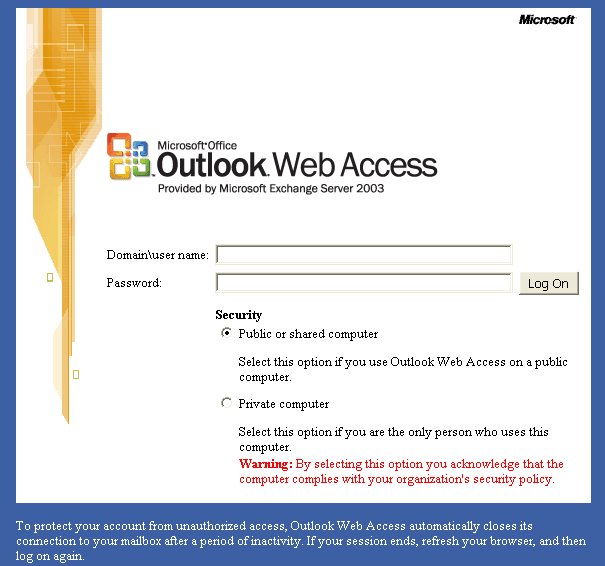 Microsoft
Microsoft Office
Outlook Web Access
Provided by Microsoft Exchange Server 2003
Domain\user name:
Password:
Log On
Security
Public or shared computer
Select this option if you use Outlook Web Access on a public
computer.
Private computer
Select this option if you are the only person who uses this
computer.
Warning: By selecting this option you acknowledge that the
computer complies with your organization's security policy.
To protect your account from unauthorized access, Outlook Web Access automatically closes its
connection to your mailbox after a period of inactivity. If your session ends, refresh your browser, and then
log on again.